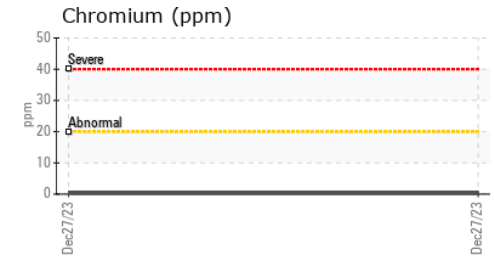 Chromium (ppm)
50
Severe
40
30
ppm
Abnormal
20
10
0
Dec27/23
Dec27/23